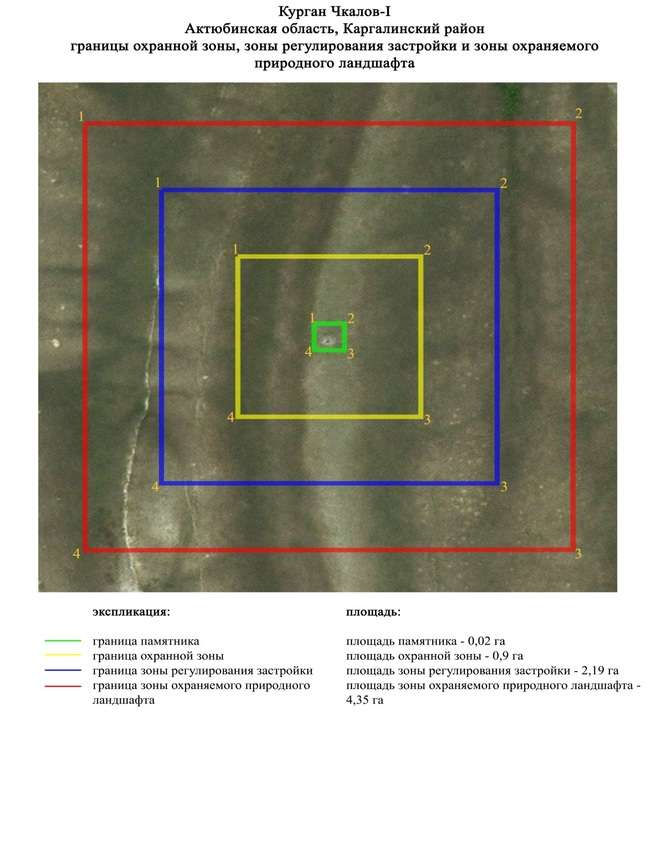 Курган Чкалов-I
Актюбинская область, Каргалинский район
границы охранной зоны, зоны регулирования застройки и зоны охраняемого
природного ландшафта
1
2
1
2
1
2
1
2
4
3
4
3
4
3
4
3
экспликация:
площадь:
граница памятника
площадь памятника - 0,02 га
граница охранной зоны
площадь охранной зоны - 0,9 га
граница зоны регулирования застройки
площадь зоны регулирования застройки - 2,19 га
граница зоны охраняемого природного
площадь зоны охраняемого природного ландшафта -
ландшафта
4,35 га